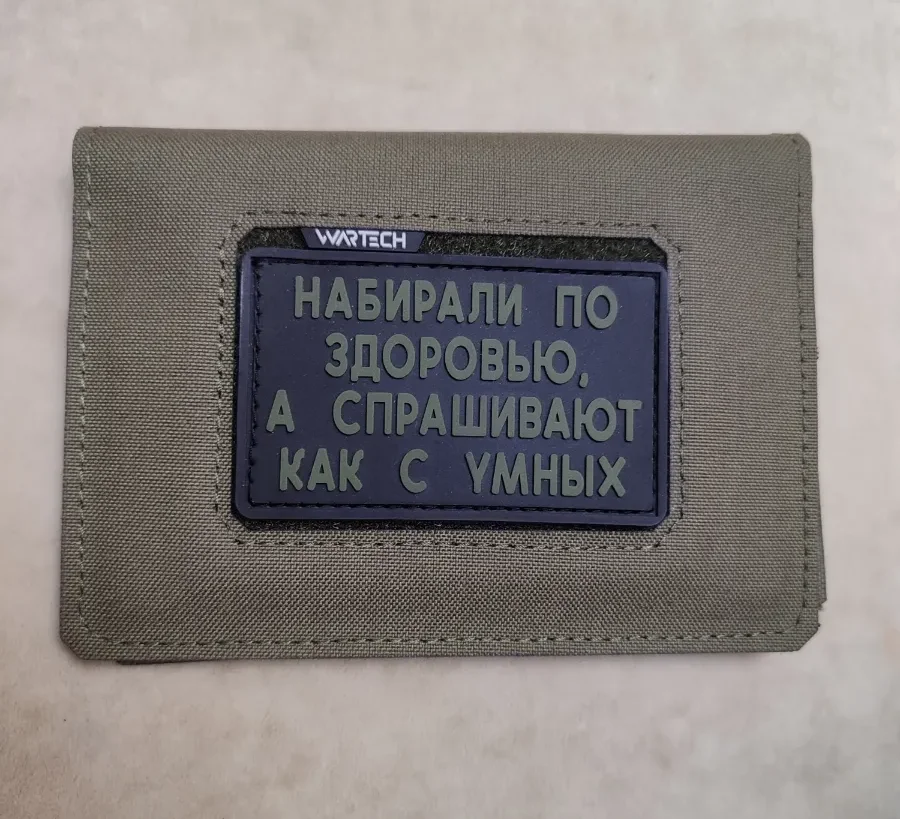 WARTECH
НАБИРАЛИ ПО
ЗДОРОВЬЮ,
А СПРАШИВАЮТ
КАК С УМНЫХ